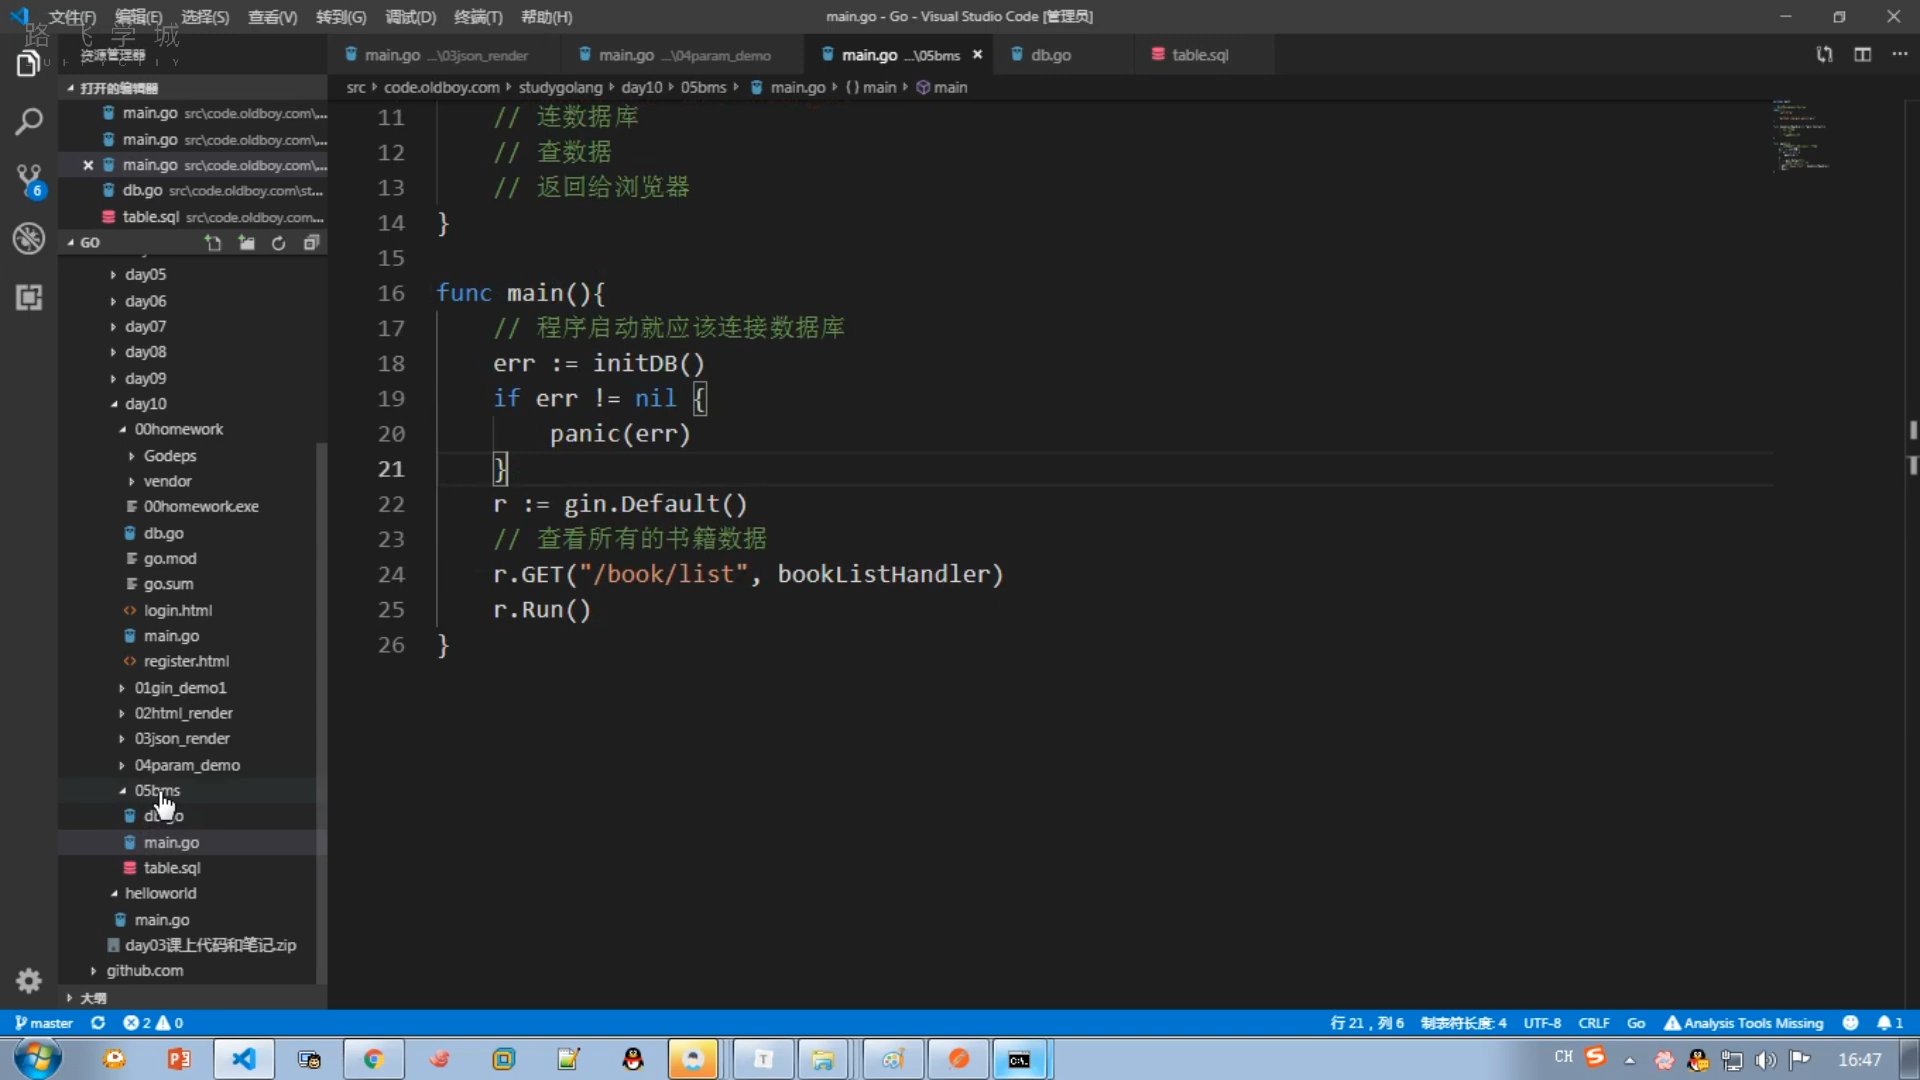 文件(F) 编辑(E) 选择(S) 查看(V) 转到(G) 调试(D) 终端(T) 帮助(H)
main.go - Go - Visual Studio Code [管理员]
路飞学城
资源管理器
main.go ...\03json_render
main.go ...\04param_demo
main.go ...\05bms
db.go
table.sql
打开的编辑器
src code.oldboy.com studygolang day10 05bms main.go main main
main.go src\code.oldboy.com\...
main.go src\code.oldboy.com\...
main.go src\code.oldboy.com\...
db.go src\code.oldboy.com\st...
table.sql src\code.oldboy.com...
GO
day05
day06
day07
day08
day09
day10
00homework
Godeps
vendor
00homework.exe
db.go
go.mod
go.sum
login.html
main.go
register.html
01gin_demo1
02html_render
03json_render
04param_demo
05bms
db.go
main.go
table.sql
helloworld
main.go
day03课上代码和笔记.zip
github.com
大纲
11 // 连数据库
12 // 查数据
13 // 返回给浏览器
14 }
15
16 func main(){
17 // 程序启动就应该连接数据库
18 err := initDB()
19 if err != nil {
20 panic(err)
21 }
22 r := gin.Default()
23 // 查看所有的书籍数据
24 r.GET("/book/list", bookListHandler)
25 r.Run()
26 }
master 2 0
行 21，列 6 制表符长度: 4 UTF-8 CRLF Go Analysis Tools Missing 1
6
CH
16:47